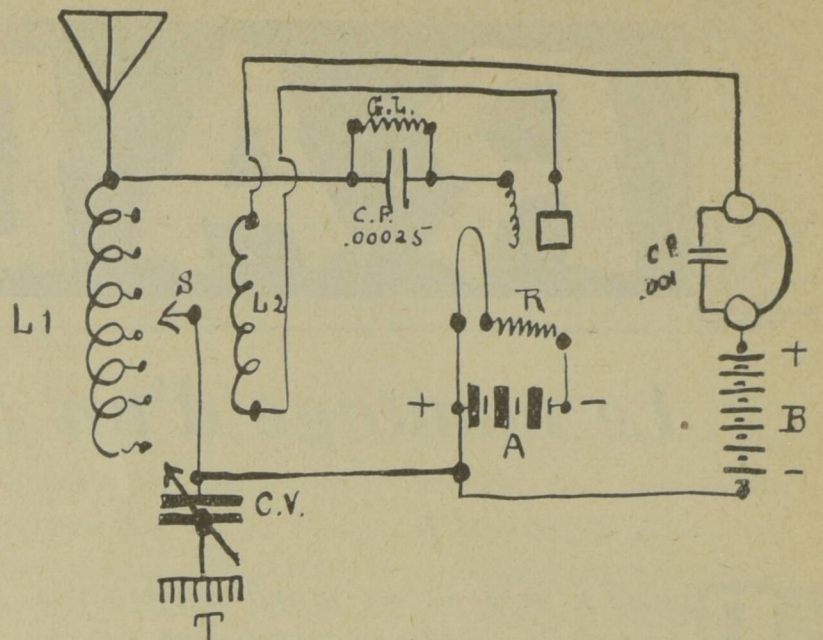 G.L.
C.F.
.00025
S
L1
L2
R
C F.
.001
+
B
-
+
-
A
C.V.
T